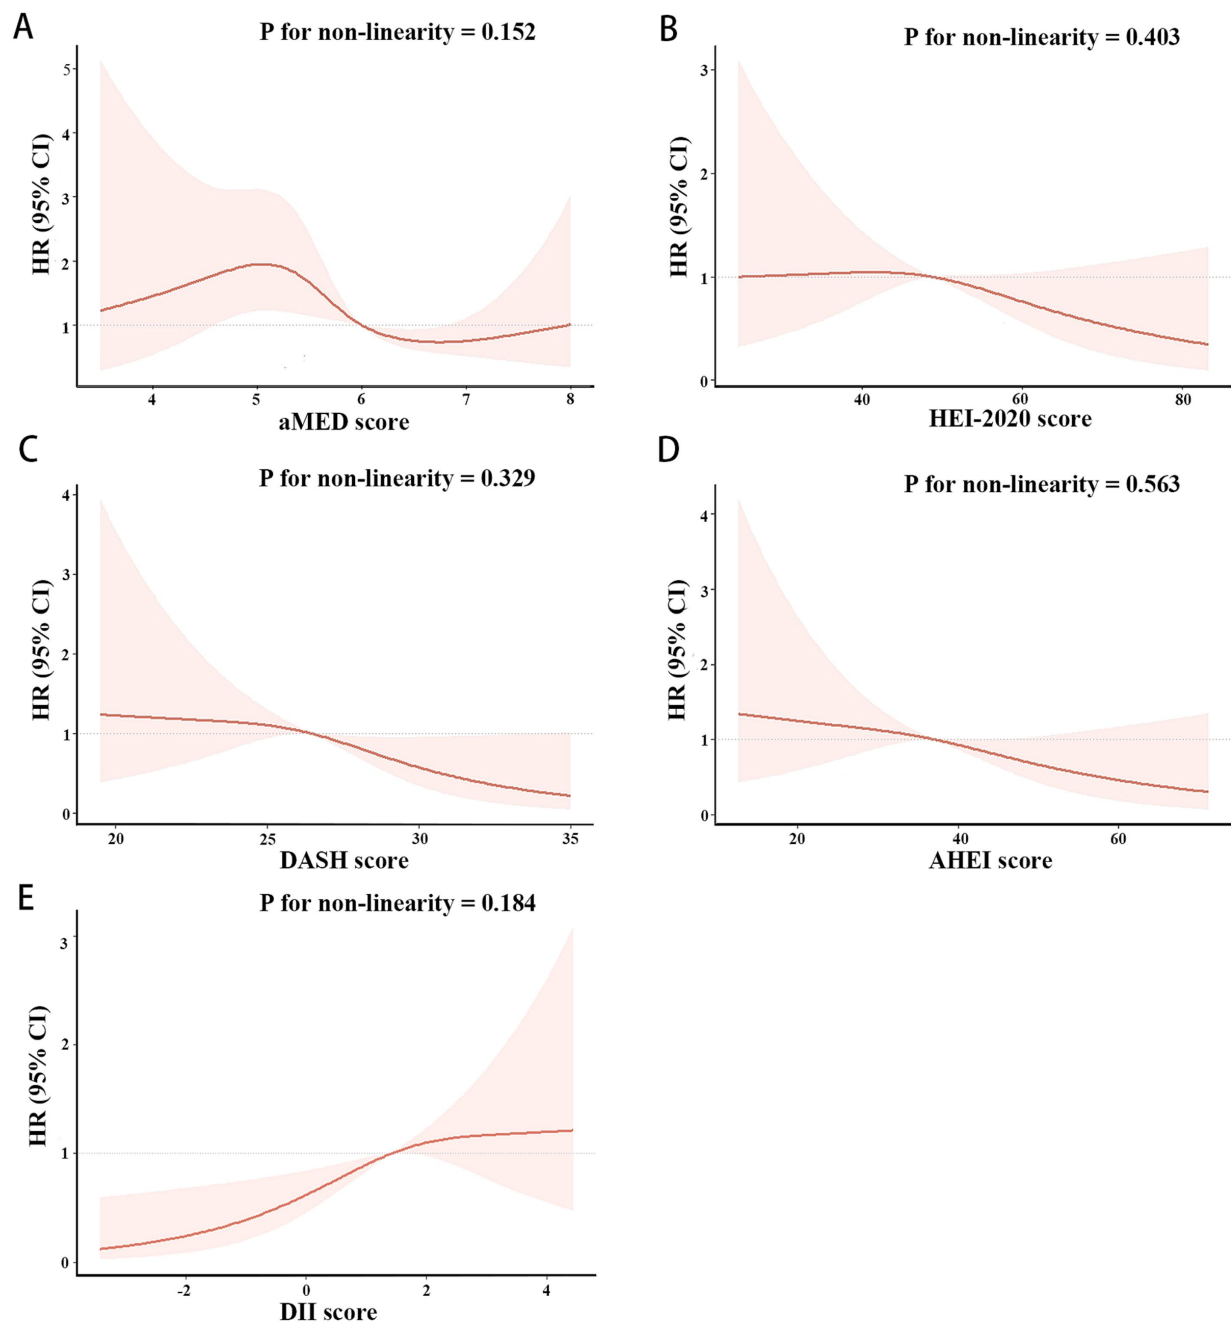 A
P for non-linearity = 0.152
HR (95% CI)
5
4
3
2
1
4 5 6 7 8
aMED score
B
P for non-linearity = 0.403
HR (95% CI)
3
2
1
0
40 60 80
HEI-2020 score
C
P for non-linearity = 0.329
HR (95% CI)
4
3
2
1
0
20 25 30 35
DASH score
D
P for non-linearity = 0.563
HR (95% CI)
4
3
2
1
0
20 40 60
AHEI score
E
P for non-linearity = 0.184
HR (95% CI)
3
2
1
0
-2 0 2 4
DII score